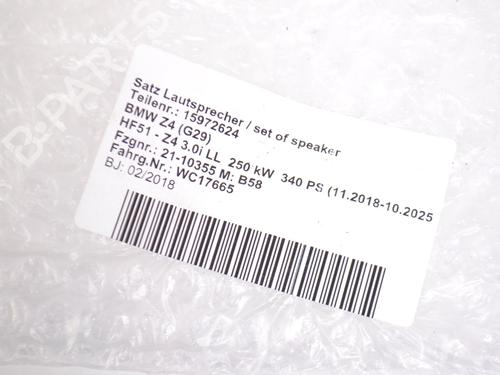 B-PARTS
Satz Lautsprecher / set of speaker
Teilenr.: 15972624
BMW Z4 (G29)
HF51 - Z4 3.0i LL 250 kW 340 PS (11.2018-10.2025
Fzgnr.: 21-10355 M: B58
Fahrg.Nr.: WC17665
BJ: 02/2018